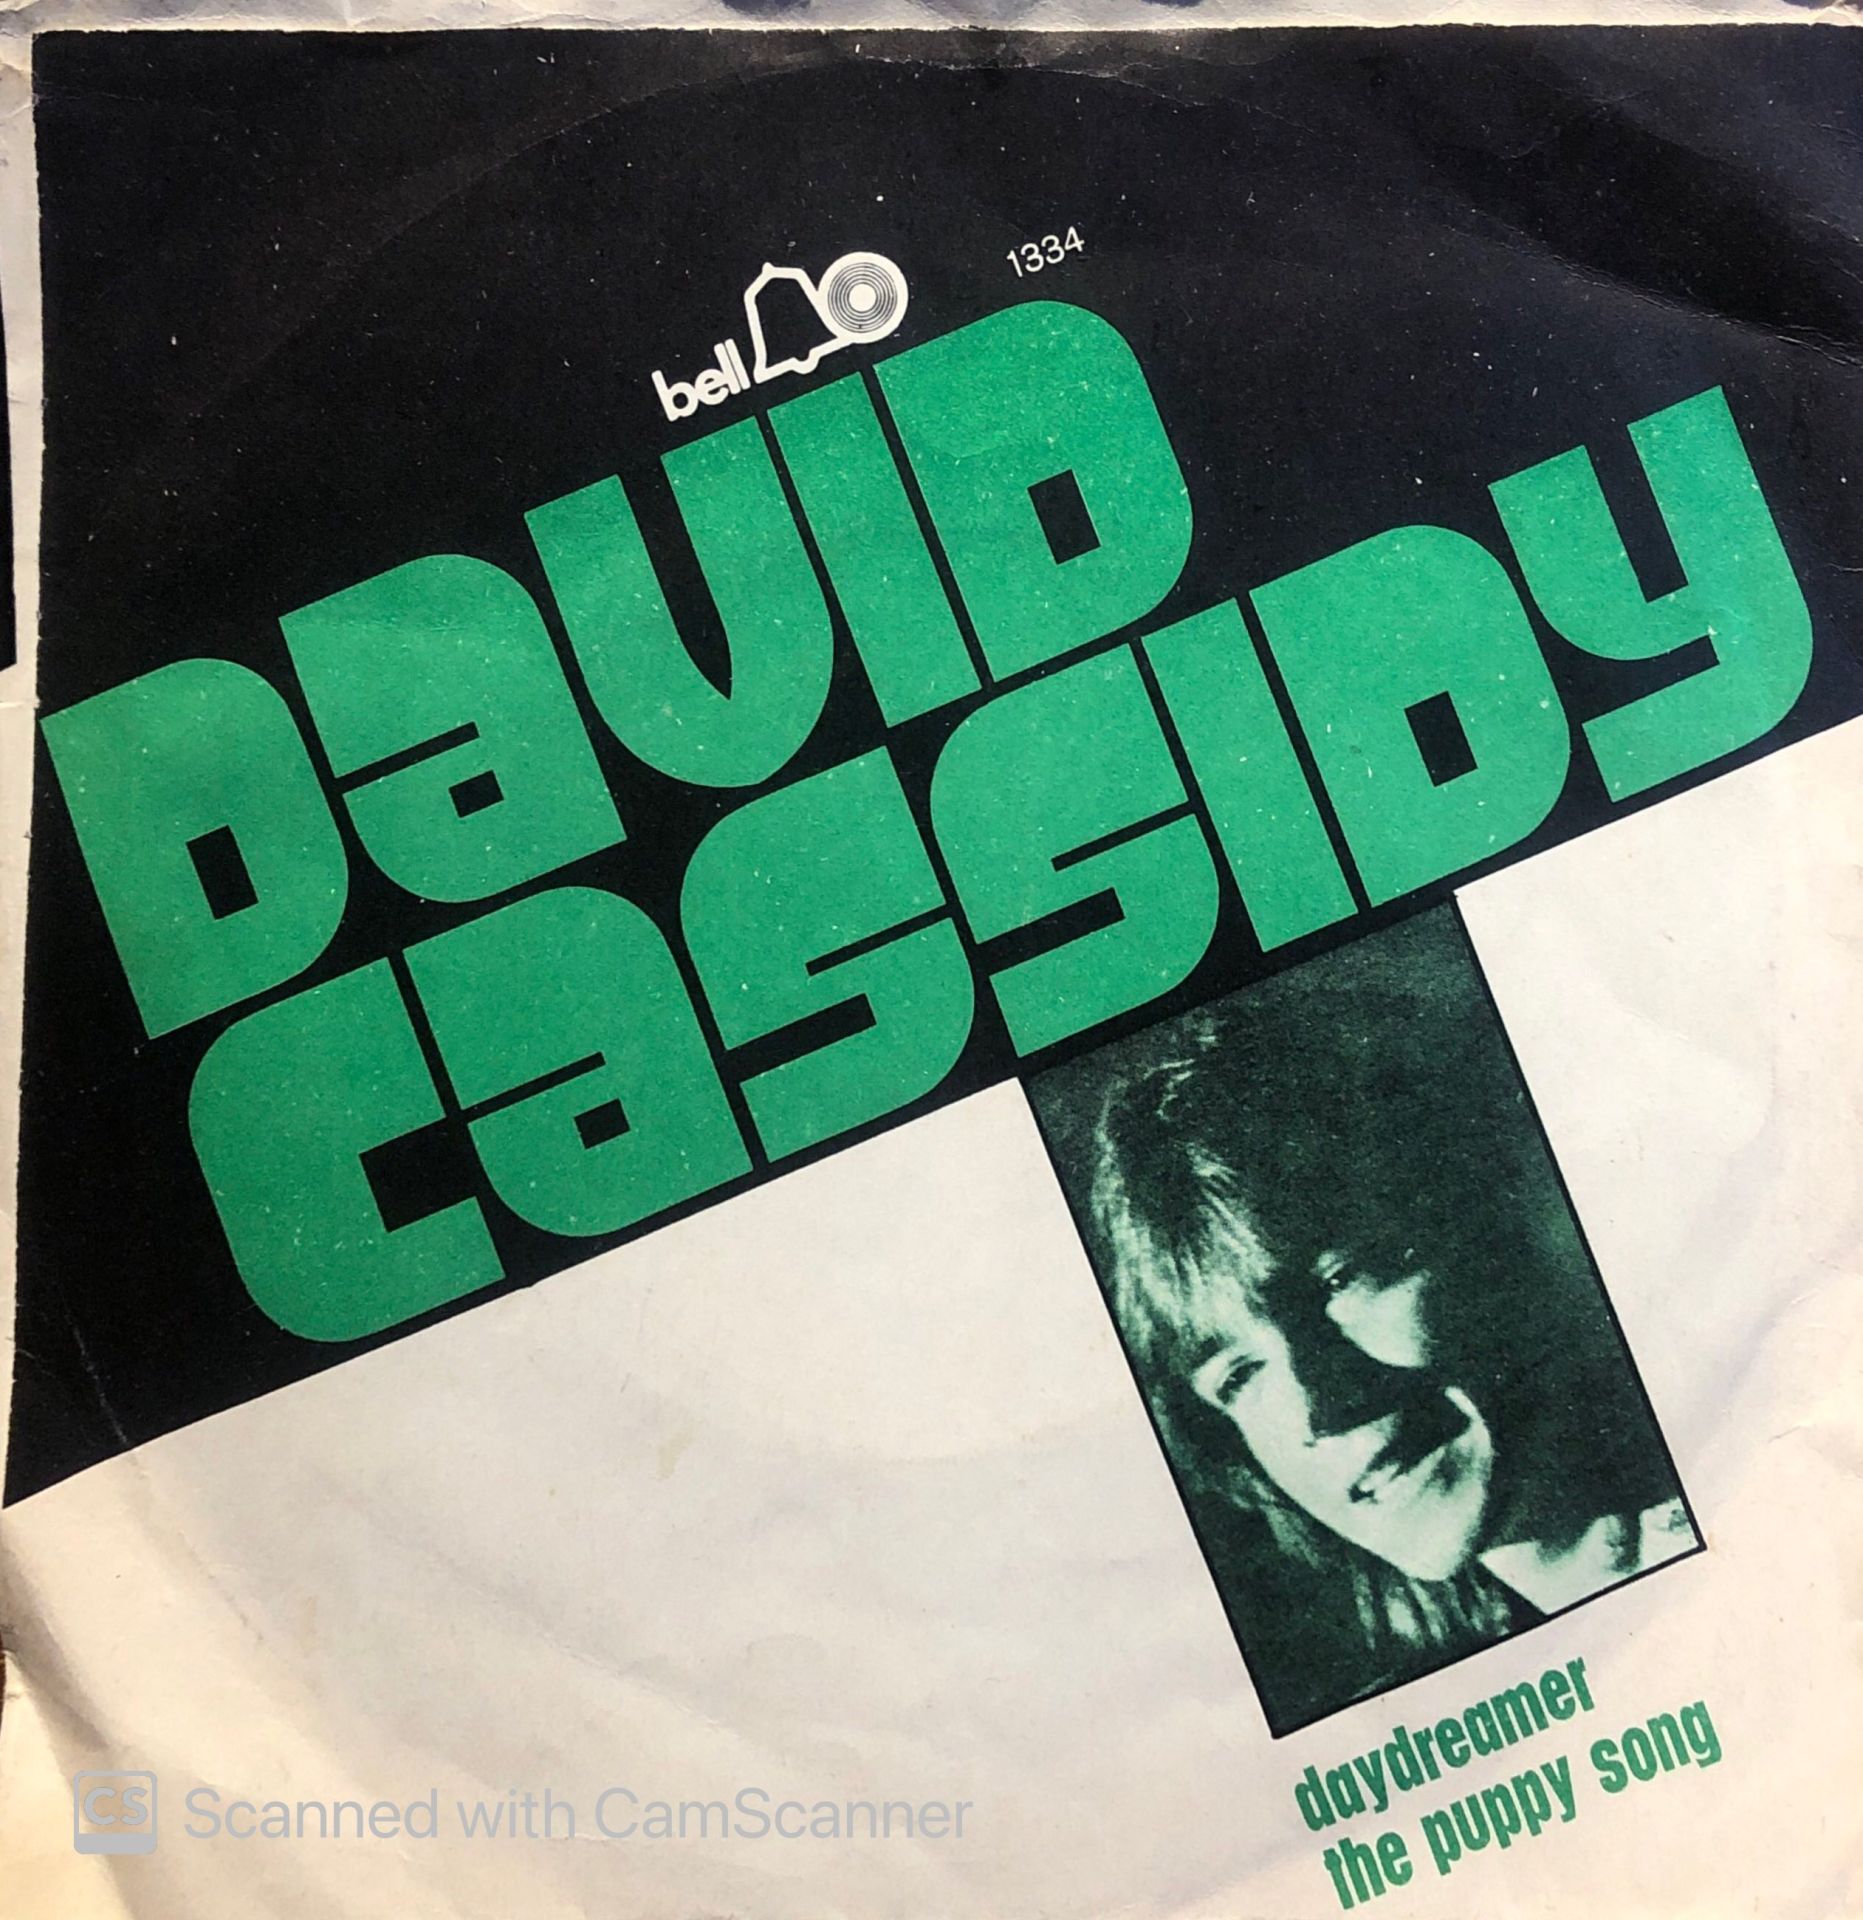 bell
1334
DaVID
Cassidy
daydreamer
the puppy song
CS Scanned with CamScanner